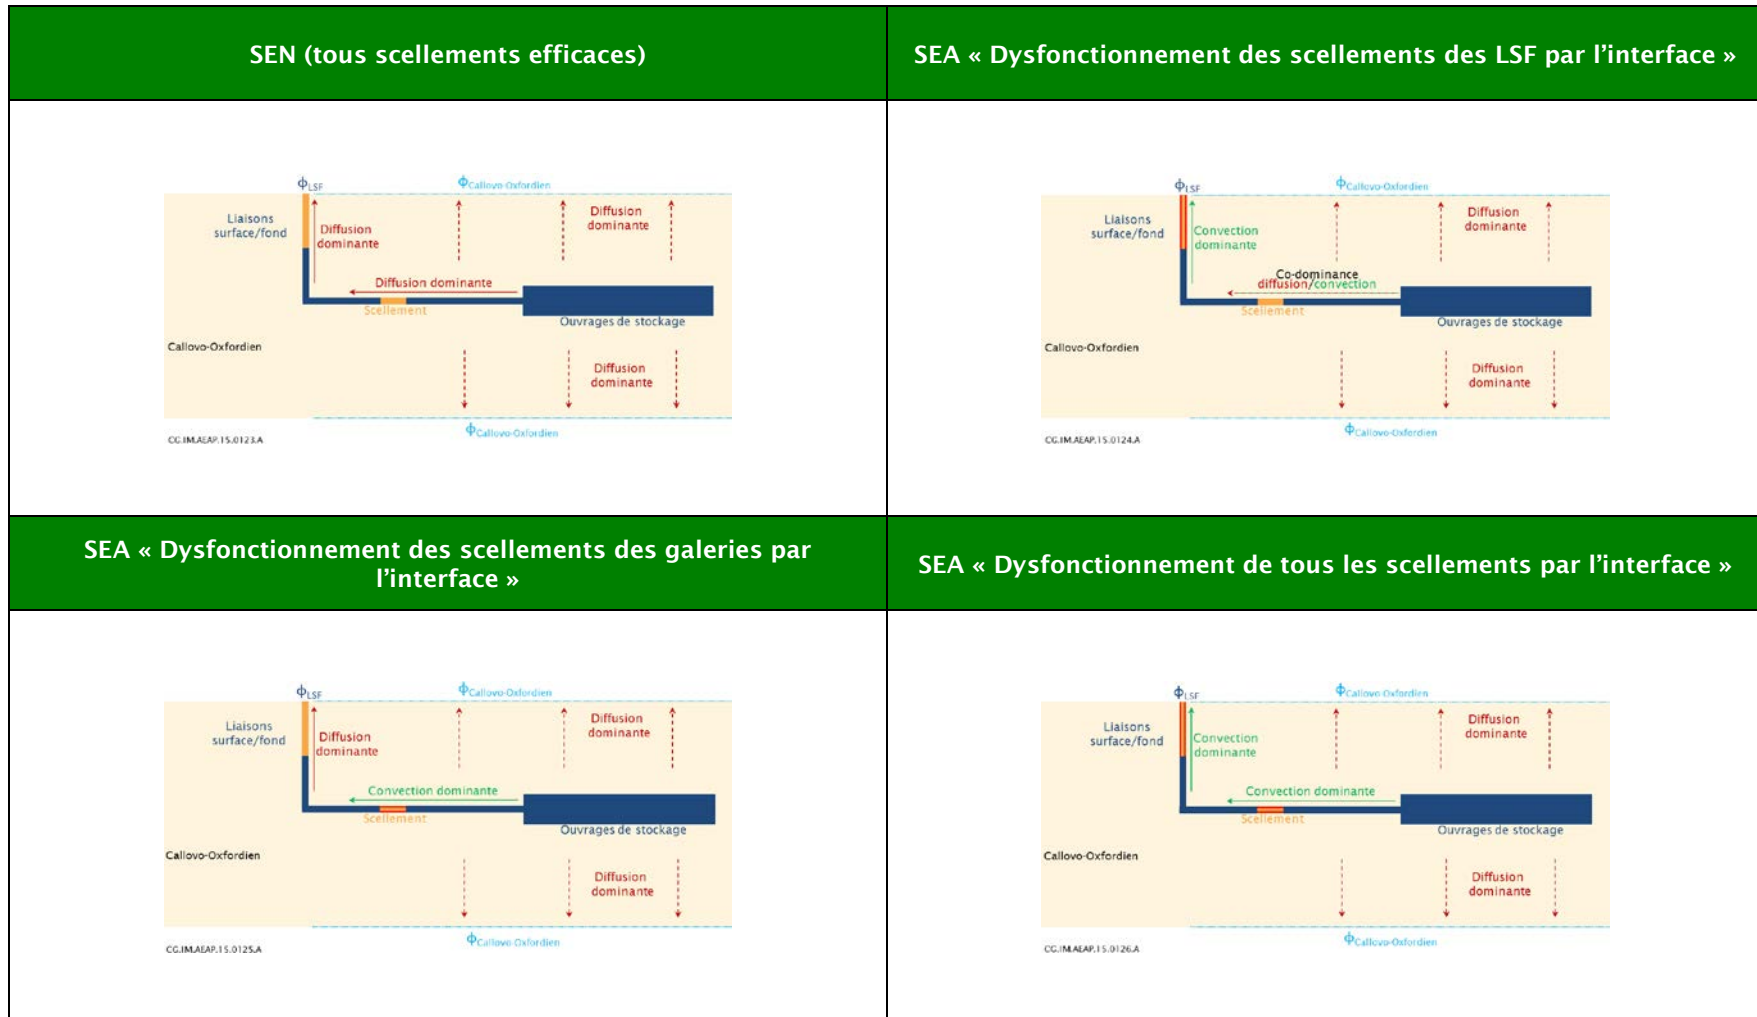 SEN (tous scellements efficaces)
SEA « Dysfonctionnement des scellements des LSF par l’interface »
ΦLSF
ΦCallovo-Oxfordien
Liaisons
surface/fond
Diffusion
dominante
Diffusion
dominante
Diffusion dominante
Scellement
Ouvrages de stockage
Callovo-Oxfordien
Diffusion
dominante
ΦCallovo-Oxfordien
CG.IM.AEAP.15.0123.A
ΦLSF
ΦCallovo-Oxfordien
Liaisons
surface/fond
Convection
dominante
Diffusion
dominante
Co-dominance
diffusion/convection
Scellement
Ouvrages de stockage
Callovo-Oxfordien
Diffusion
dominante
ΦCallovo-Oxfordien
CG.IM.AEAP.15.0124.A
SEA « Dysfonctionnement des scellements des galeries par
l’interface »
SEA « Dysfonctionnement de tous les scellements par l’interface »
ΦLSF
ΦCallovo-Oxfordien
Liaisons
surface/fond
Diffusion
dominante
Diffusion
dominante
Convection dominante
Scellement
Ouvrages de stockage
Callovo-Oxfordien
Diffusion
dominante
ΦCallovo-Oxfordien
CG.IM.AEAP.15.0125.A
ΦLSF
ΦCallovo-Oxfordien
Liaisons
surface/fond
Convection
dominante
Diffusion
dominante
Convection dominante
Scellement
Ouvrages de stockage
Callovo-Oxfordien
Diffusion
dominante
ΦCallovo-Oxfordien
CG.IM.AEAP.15.0126.A